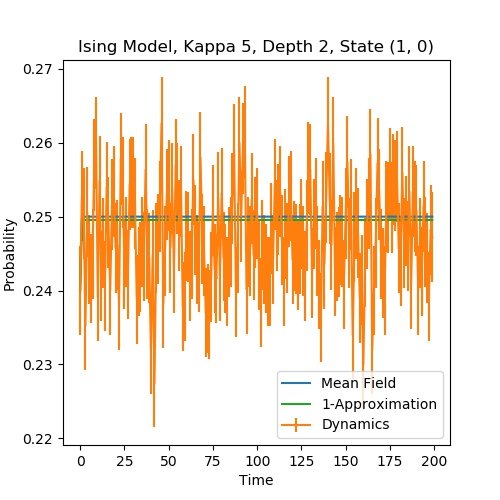 Ising Model, Kappa 5, Depth 2, State (1, 0)
0.27
0.26
0.25
0.24
0.23
0.22
Probability
Mean Field
1-Approximation
Dynamics
0 25 50 75 100 125 150 175 200
Time